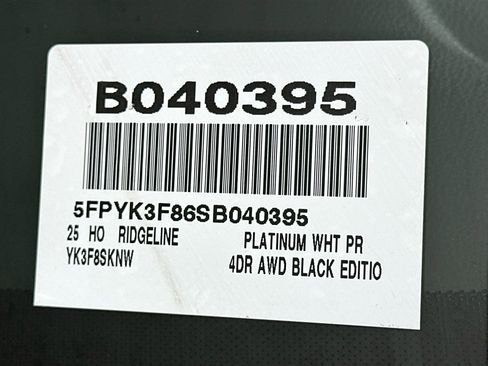 B040395
5FPYK3F86SB040395
25 HO RIDGELINE PLATINUM WHT PR
YK3F8SKNW 4DR AWD BLACK EDITIO